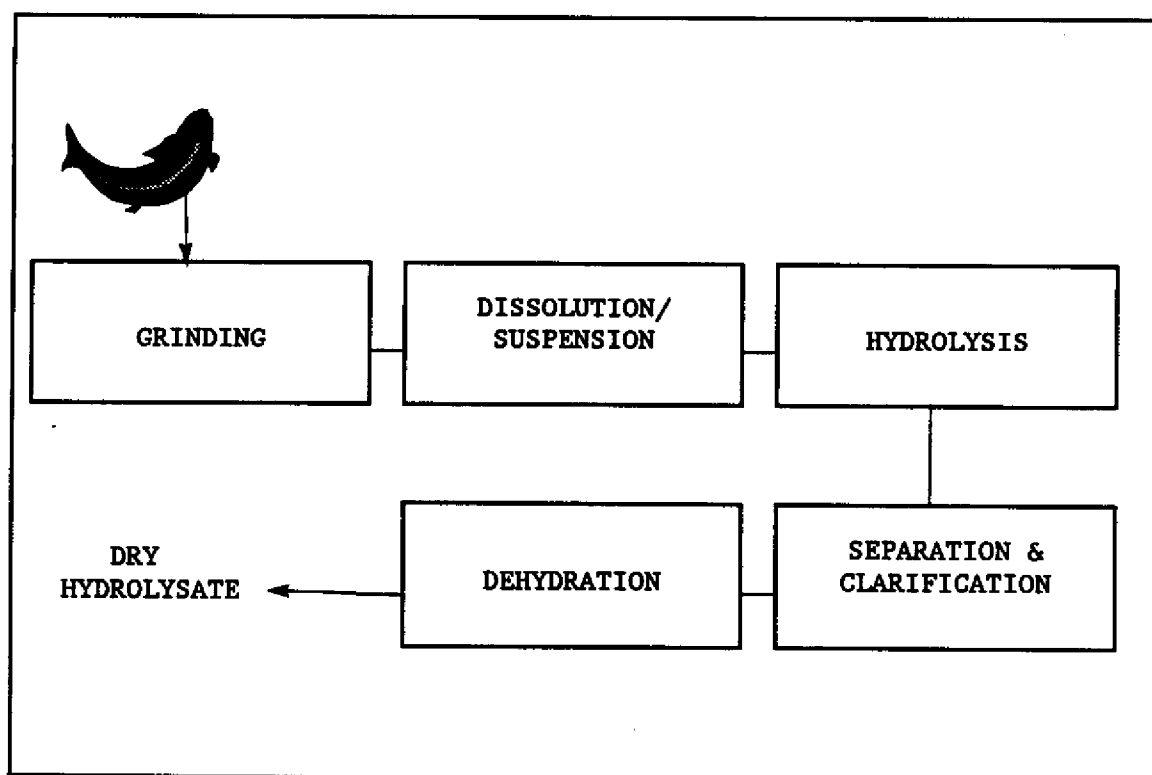 GRINDING
DISSOLUTION/
SUSPENSION
HYDROLYSIS
SEPARATION &
CLARIFICATION
DEHYDRATION
DRY
HYDROLYSATE